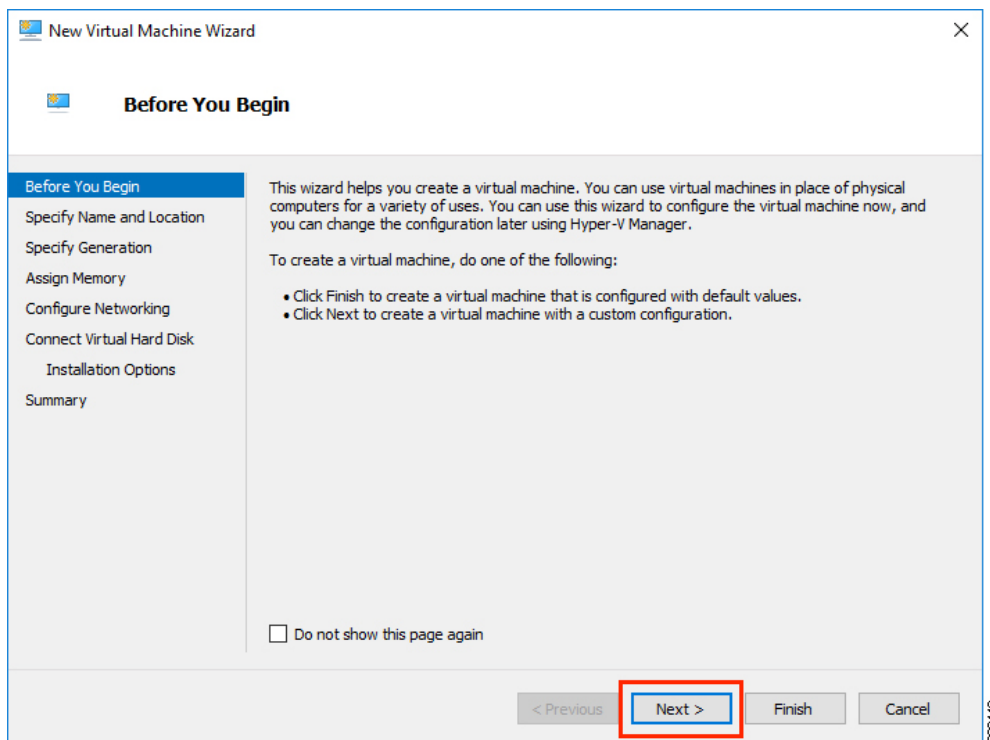 New Virtual Machine Wizard
Before You Begin
Before You Begin
Specify Name and Location
Specify Generation
Assign Memory
Configure Networking
Connect Virtual Hard Disk
Installation Options
Summary
This wizard helps you create a virtual machine. You can use virtual machines in place of physical
computers for a variety of uses. You can use this wizard to configure the virtual machine now, and
you can change the configuration later using Hyper-V Manager.
To create a virtual machine, do one of the following:
• Click Finish to create a virtual machine that is configured with default values.
• Click Next to create a virtual machine with a custom configuration.
Do not show this page again
< Previous
Next >
Finish
Cancel